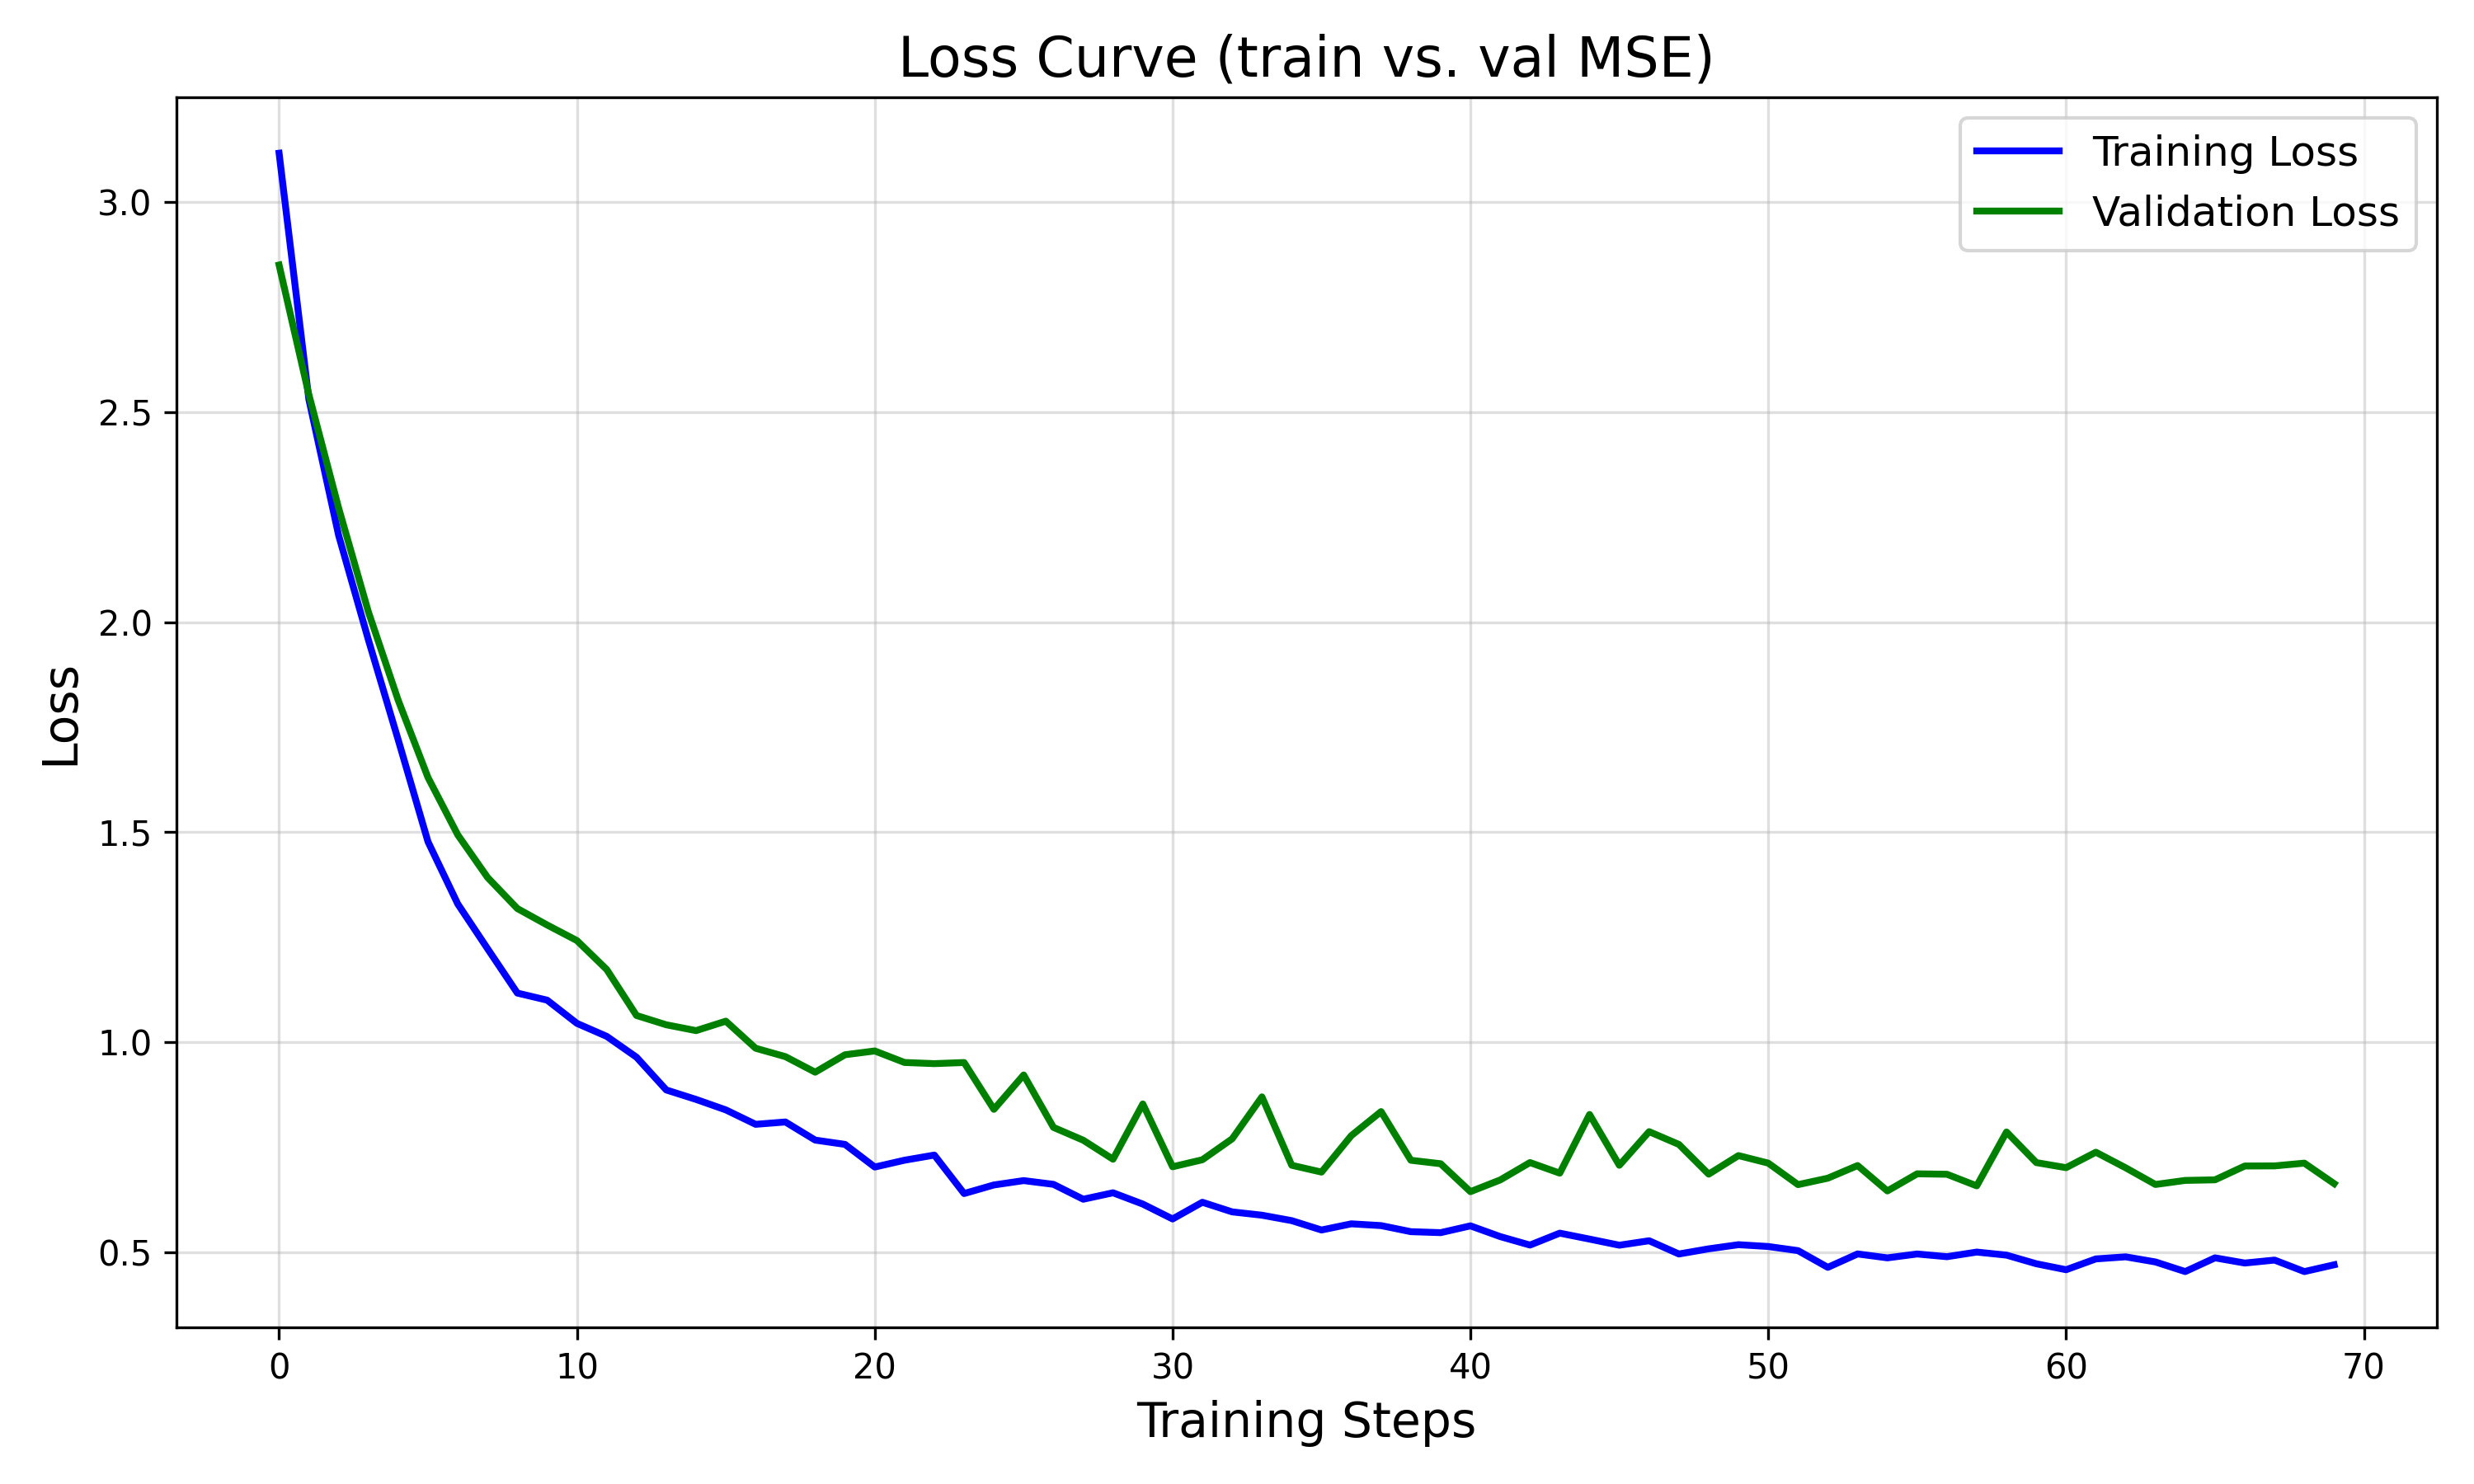 Loss Curve (train vs. val MSE)
Training Loss
Validation Loss
3.0
2.5
2.0
1.5
1.0
0.5
Loss
0 10 20 30 40 50 60 70
Training Steps